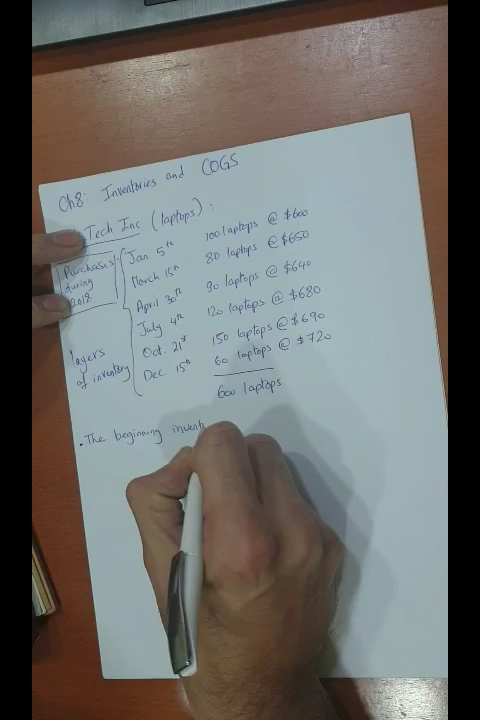 Ch8: Inventories and COGS
Tech Inc (laptops):
Purchases during 2018
Jan 5th 100 laptops @ $600
March 15th 80 laptops @ $650
April 30th 90 laptops @ $640
July 4th 120 laptops @ $680
Oct. 21st 150 laptops @ $690
Dec 15th 60 laptops @ $720
600 laptops
layers
of inventory
. The beginning invent